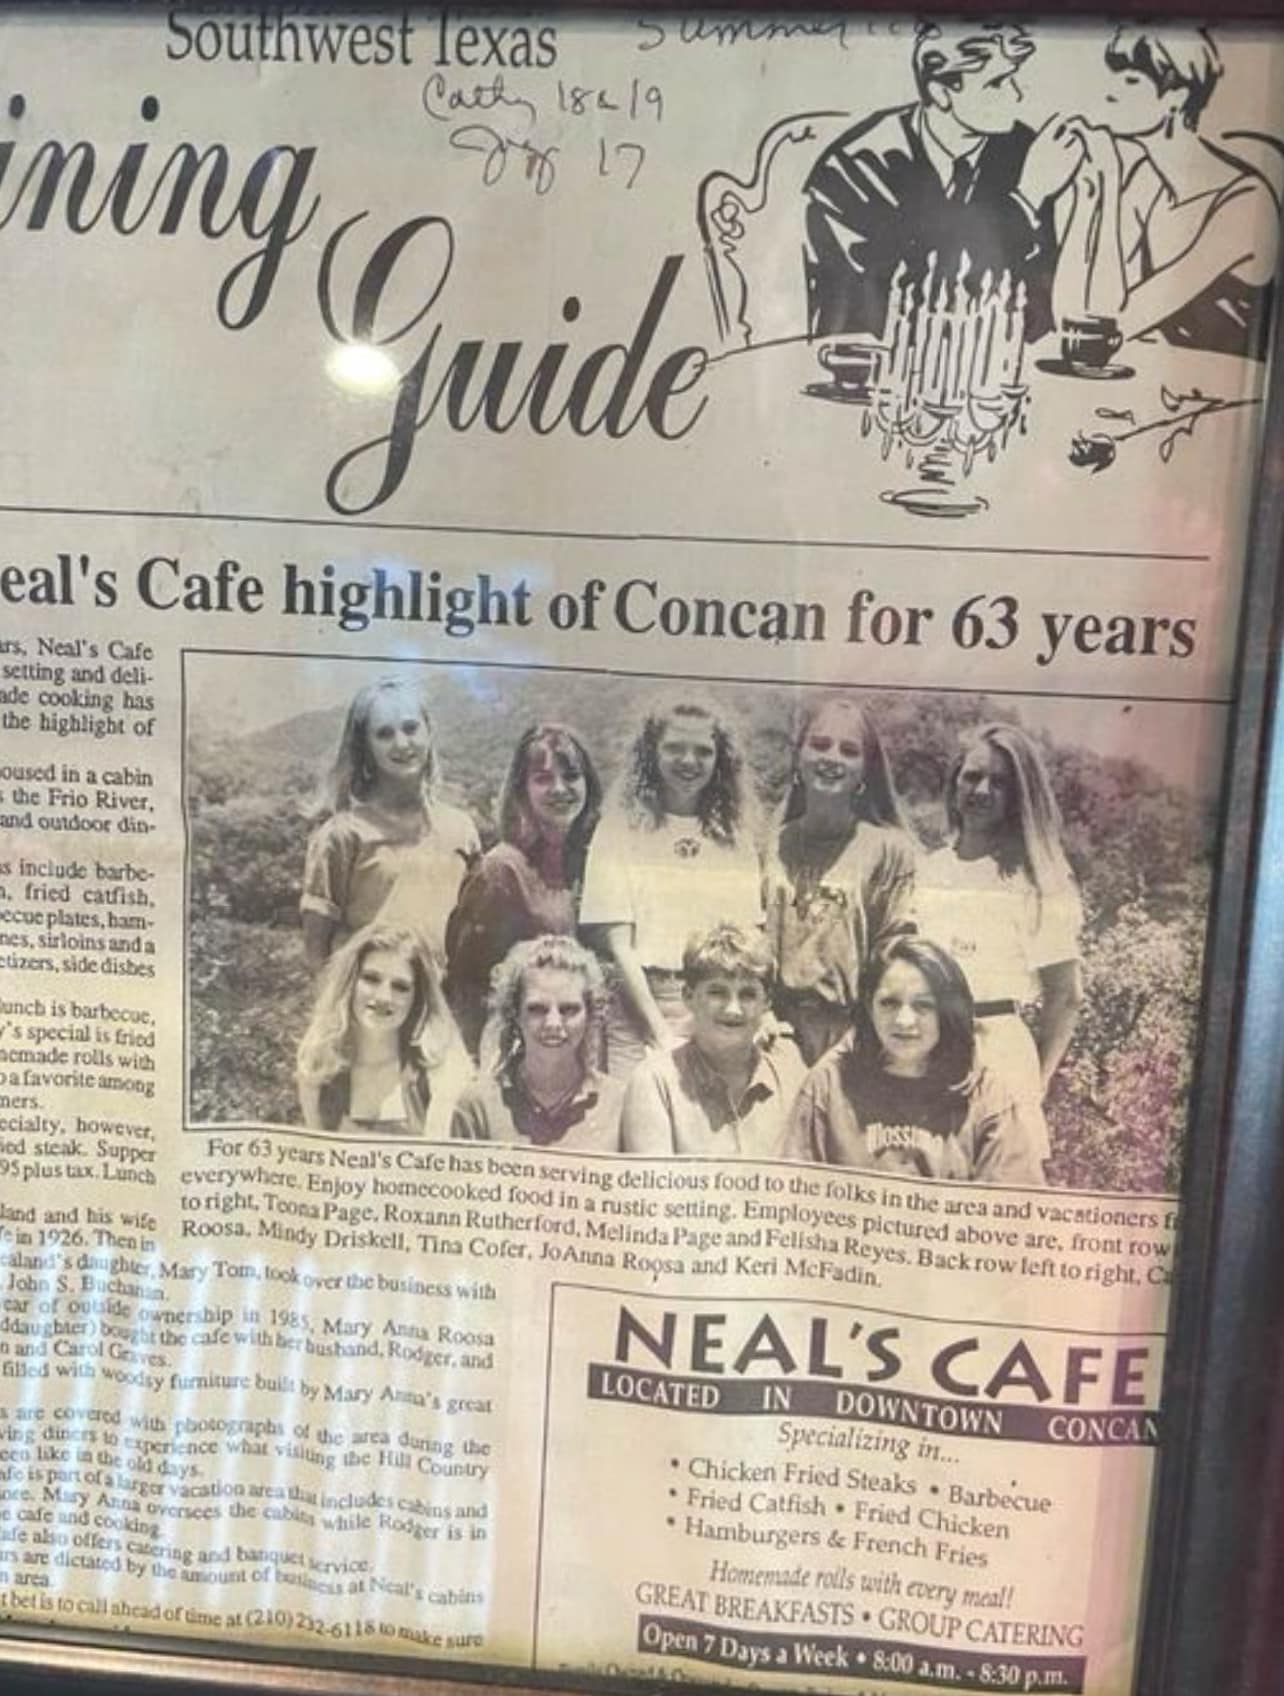 Southwest Texas
Summer
Cathy 18 & 19
17
ining
Guide
eal's Cafe highlight of Concan for 63 years
ars, Neal's Cafe
setting and deli-
ade cooking has
the highlight of
oused in a cabin
s the Frio River,
and outdoor din-
s include barbe-
n, fried catfish,
ecue plates, ham-
nes, sirloins and a
etizers, side dishes
unch is barbecue,
y's special is fried
nemade rolls with
o a favorite among
ners.
ecialty, however,
ied steak. Supper
95 plus tax. Lunch
land and his wife
fe in 1926. Then in
ealand's daughter, Mary Tom, took over the business with
John S. Buchanan.
ear of outside ownership in 1985, Mary Anna Roosa
ddaughter) bought the cafe with her husband, Rodger, and
n and Carol Graves.
filled with woodsy furniture built by Mary Anna's great
s are covered with photographs of the area during the
ving diners to experience what visiting the Hill Country
een like in the old days.
afe is part of a larger vacation area that includes cabins and
nce. Mary Anna oversees the cabins while Rodger is in
e cafe and cooking.
afe also offers catering and banquet service.
urs are dictated by the amount of business at Neal's cabins
n area.
t bet is to call ahead of time at (210) 232-6118 to make sure
For 63 years Neal's Cafe has been serving delicious food to the folks in the area and vacationers f
everywhere. Enjoy homecooked food in a rustic setting. Employees pictured above are, front row
to right, Teona Page, Roxann Rutherford, Melinda Page and Felisha Reyes. Back row left to right, Ca
Roosa, Mindy Driskell, Tina Cofer, JoAnna Roosa and Keri McFadin.
NEAL'S CAFE
LOCATED IN DOWNTOWN CONCAN
Specializing in...
• Chicken Fried Steaks • Barbecue
• Fried Catfish • Fried Chicken
• Hamburgers & French Fries
Homemade rolls with every meal!
GREAT BREAKFASTS • GROUP CATERING
Open 7 Days a Week • 8:00 a.m. - 8:30 p.m.